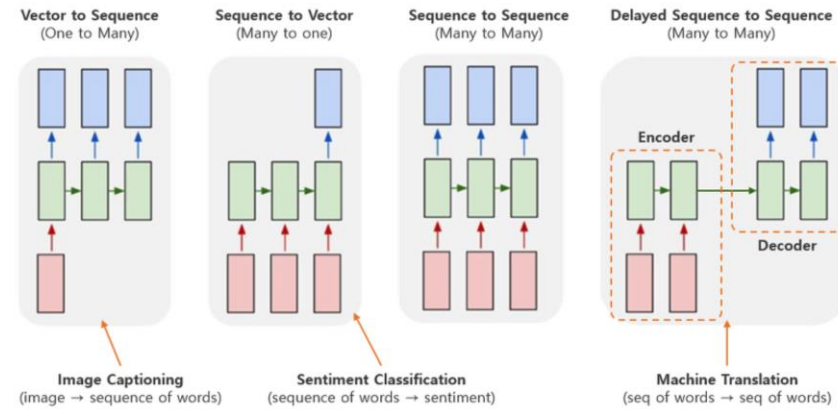 Vector to Sequence
(One to Many)
Sequence to Vector
(Many to one)
Sequence to Sequence
(Many to Many)
Delayed Sequence to Sequence
(Many to Many)
Encoder
Decoder
Image Captioning
(image → sequence of words)
Sentiment Classification
(sequence of words → sentiment)
Machine Translation
(seq of words → seq of words)